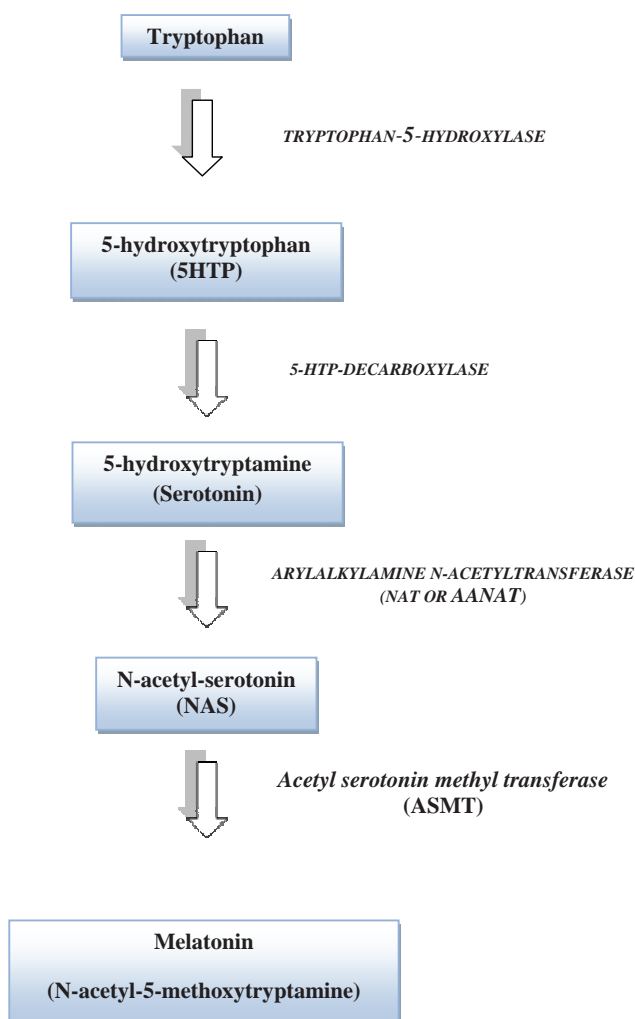 Tryptophan
TRYPTOPHAN-5-HYDROXYLASE
5-hydroxytryptophan
(5HTP)
5-HTP-DECARBOXYLASE
5-hydroxytryptamine
(Serotonin)
ARYLALKYLAMINE N-ACETYLTRANSFERASE
(NAT OR AANAT)
N-acetyl-serotonin
(NAS)
Acetyl serotonin methyl transferase
(ASMT)
Melatonin
(N-acetyl-5-methoxytryptamine)